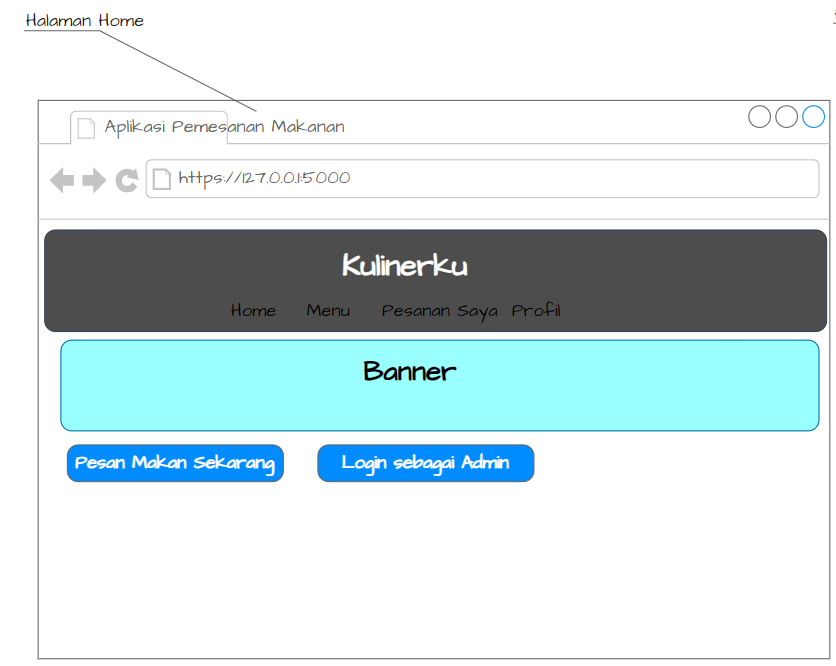 Halaman Home
Aplikasi Pemesanan Makanan
https://127.0.0.1:5000
Kulinerku
Home Menu Pesanan Saya Profil
Banner
Pesan Makan Sekarang Login sebagai Admin